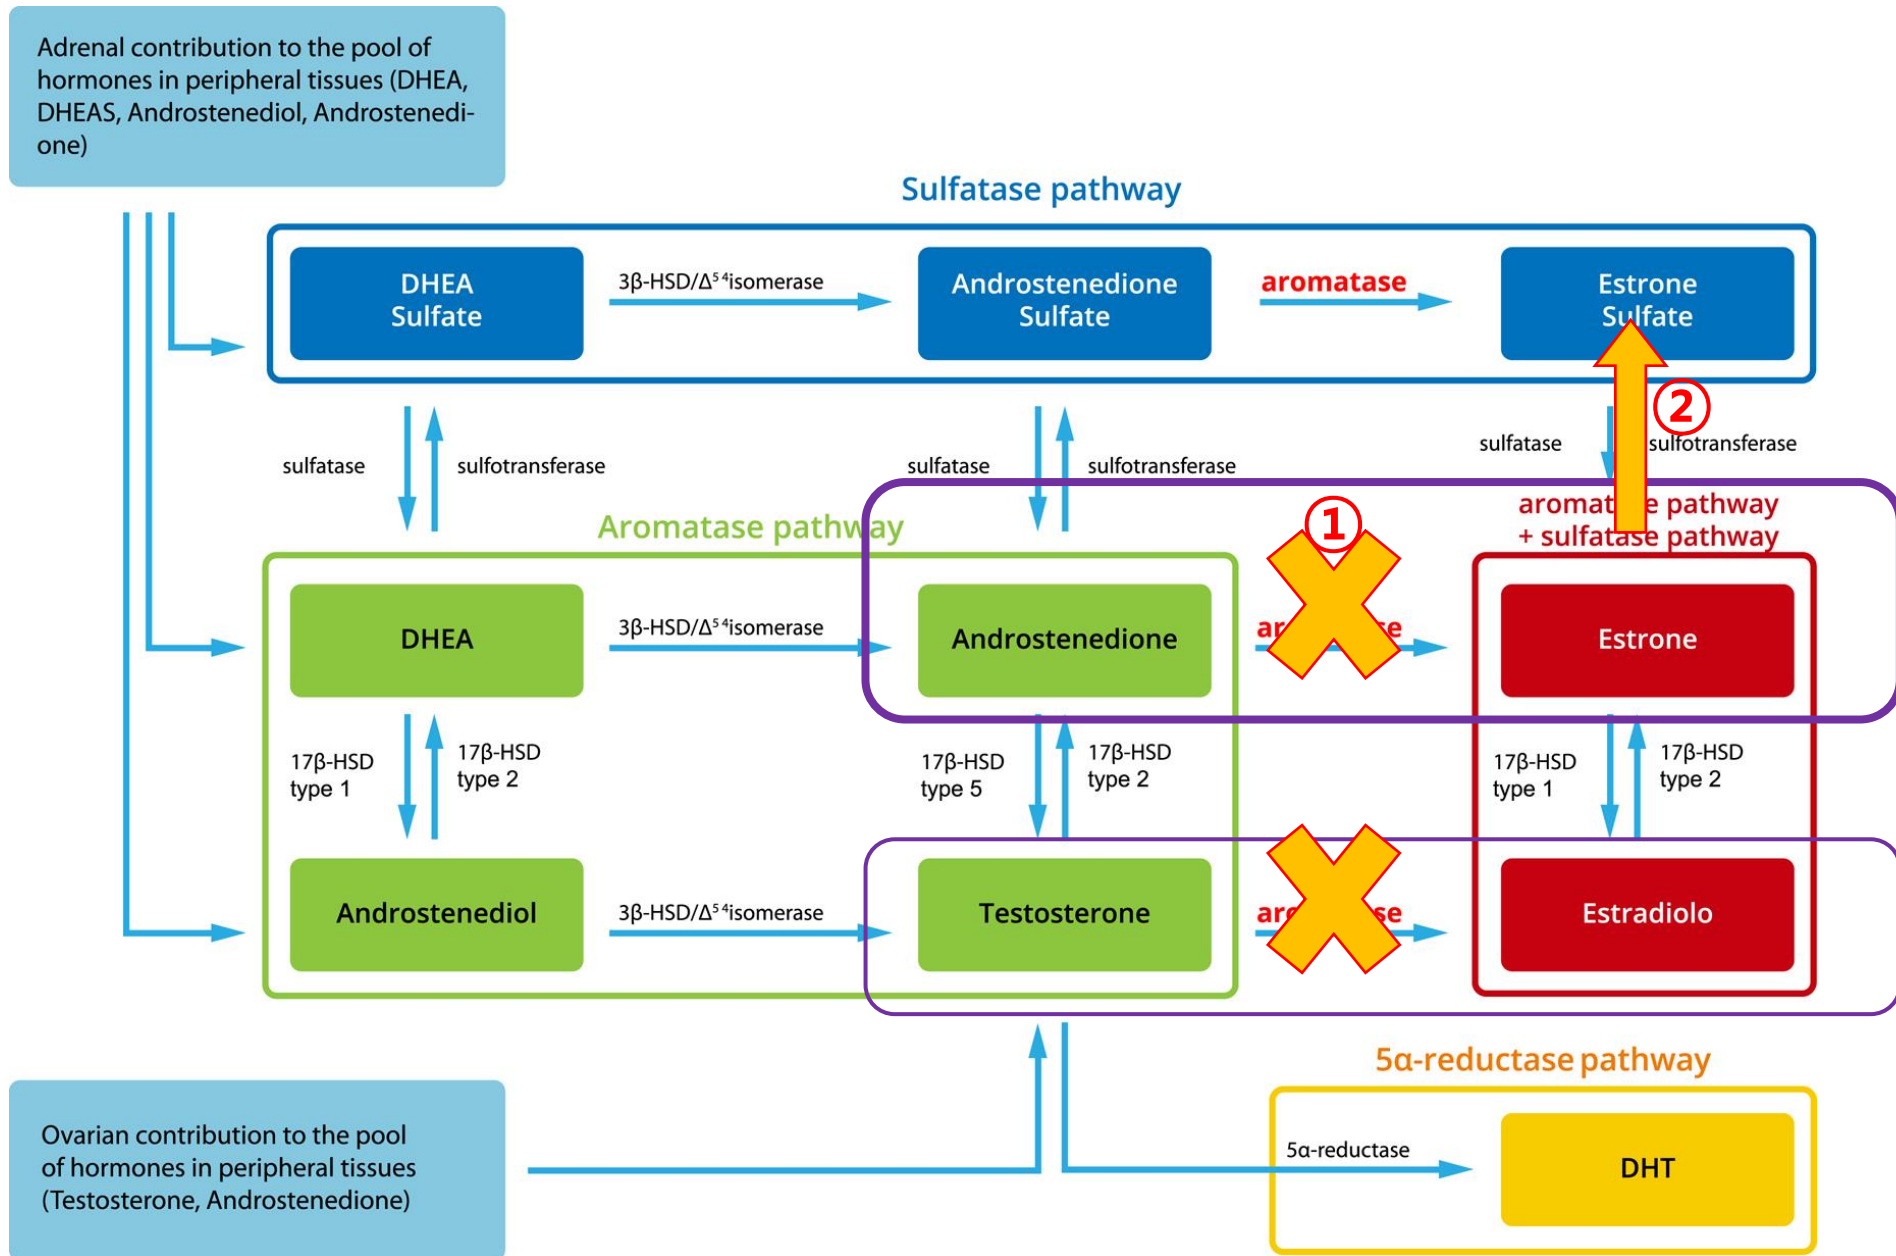 Adrenal contribution to the pool of
hormones in peripheral tissues (DHEA,
DHEAS, Androstenediol, Androstenedi-
one)
Sulfatase pathway
DHEA
Sulfate
3β-HSD/Δ⁵ ⁴isomerase
Androstenedione
Sulfate
aromatase
Estrone
Sulfate
②
sulfatase
sulfotransferase
sulfatase
sulfotransferase
sulfatase
sulfotransferase
Aromatase pathway
①
pathway
+ sulfatase pathway
DHEA
3β-HSD/Δ⁵ ⁴isomerase
Androstenedione
Estrone
17β-HSD
type 1
17β-HSD
type 2
17β-HSD
type 5
17β-HSD
type 2
17β-HSD
type 1
17β-HSD
type 2
Androstenediol
3β-HSD/Δ⁵ ⁴isomerase
Testosterone
Estradiolo
5α-reductase pathway
Ovarian contribution to the pool
of hormones in peripheral tissues
(Testosterone, Androstenedione)
5α-reductase
DHT